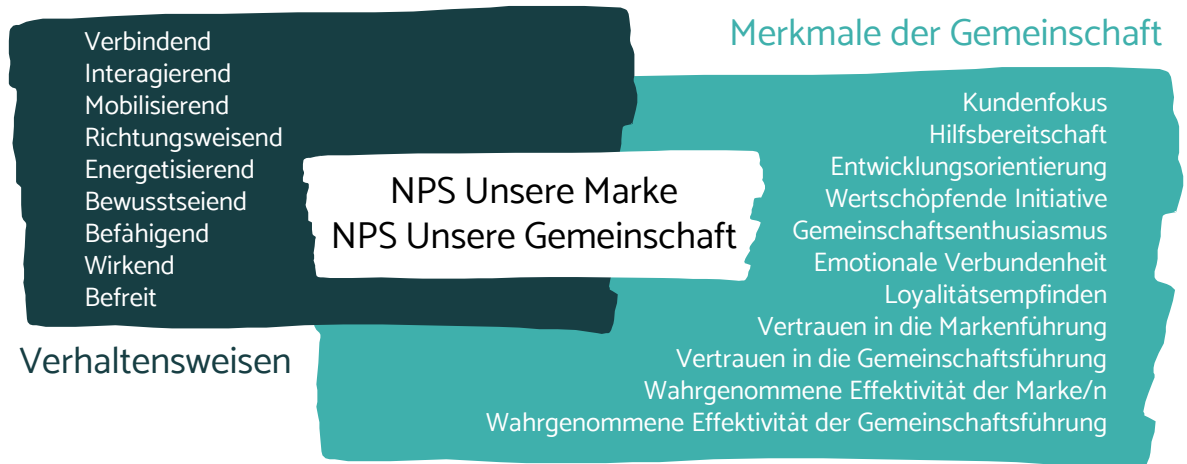 Verbindend
Interagierend
Mobilisierend
Richtungsweisend
Energetisierend
Bewusstseiend
Befähigend
Wirkend
Befreit
Verhaltensweisen
NPS Unsere Marke
NPS Unsere Gemeinschaft
Merkmale der Gemeinschaft
Kundenfokus
Hilfsbereitschaft
Entwicklungsorientierung
Wertschöpfende Initiative
Gemeinschaftsenthusiasmus
Emotionale Verbundenheit
Loyalitätsempfinden
Vertrauen in die Markenführung
Vertrauen in die Gemeinschaftsführung
Wahrgenommene Effektivität der Marke/n
Wahrgenommene Effektivität der Gemeinschaftsführung